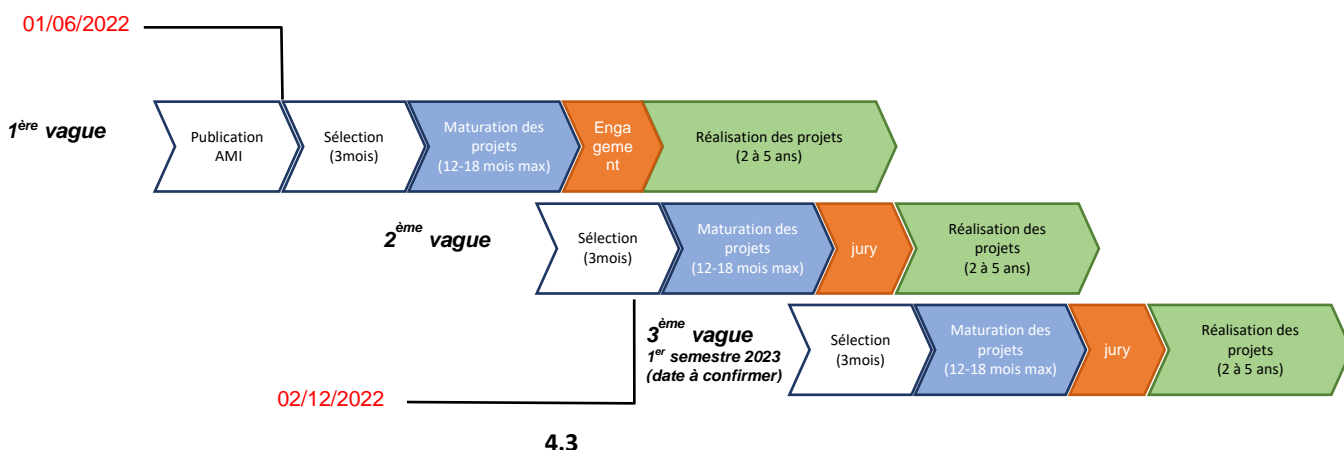 01/06/2022
1ère vague
Publication
AMI
Sélection
(3mois)
Maturation des
projets
(12-18 mois max)
Enga
geme
nt
Réalisation des projets
(2 à 5 ans)
2ème vague
Sélection
(3mois)
Maturation des
projets
(12-18 mois max)
jury
Réalisation des
projets
(2 à 5 ans)
3ème vague
1er semestre 2023
(date à confirmer)
Sélection
(3mois)
Maturation des
projets
(12-18 mois max)
jury
Réalisation des
projets
(2 à 5 ans)
02/12/2022
4.3